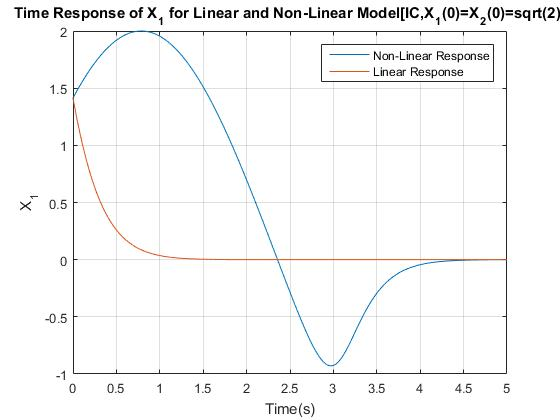 Time Response of X1 for Linear and Non-Linear Model[IC,X1(0)=X2(0)=sqrt(2)
Non-Linear Response
Linear Response
2
1.5
1
0.5
0
-0.5
-1
X1
0 0.5 1 1.5 2 2.5 3 3.5 4 4.5 5
Time(s)